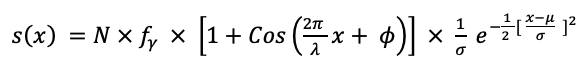 s(x) = N × f_γ × [1 + Cos(2π/λ x + ϕ)] × 1/σ e^{-1/2[(x−μ)/σ]^2}